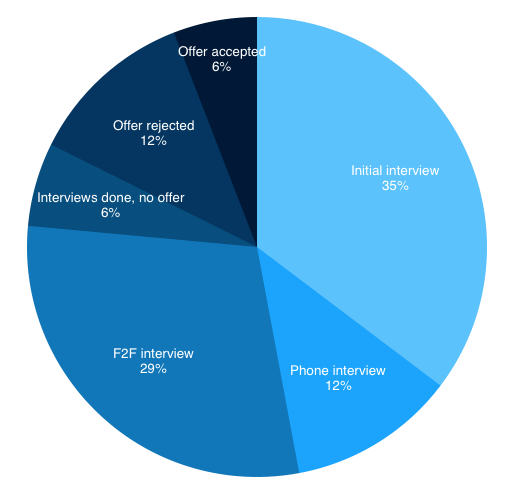 Offer accepted
6%
Offer rejected
12%
Initial interview
35%
Interviews done, no offer
6%
F2F interview
29%
Phone interview
12%